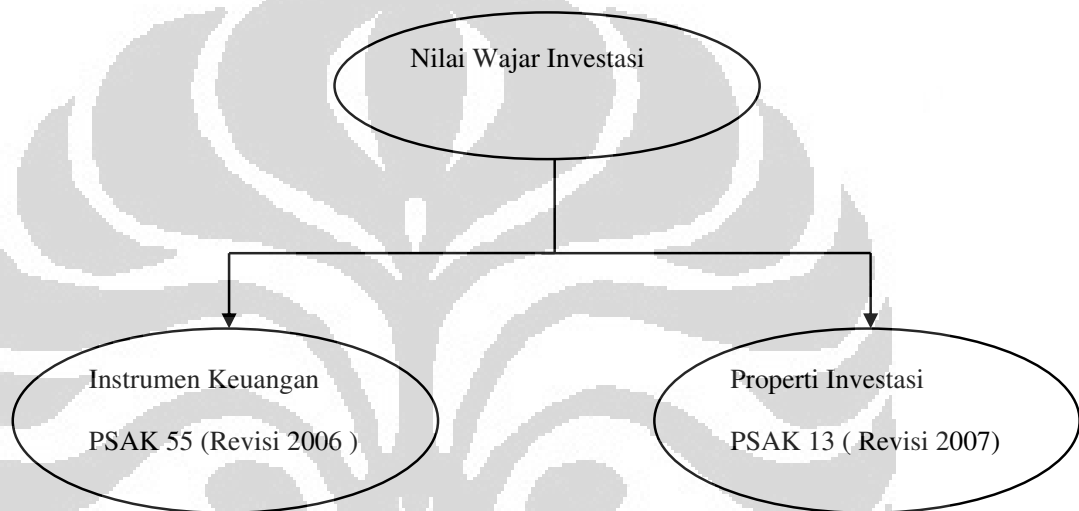 Nilai Wajar Investasi
Instrumen Keuangan
PSAK 55 (Revisi 2006 )
Properti Investasi
PSAK 13 ( Revisi 2007)